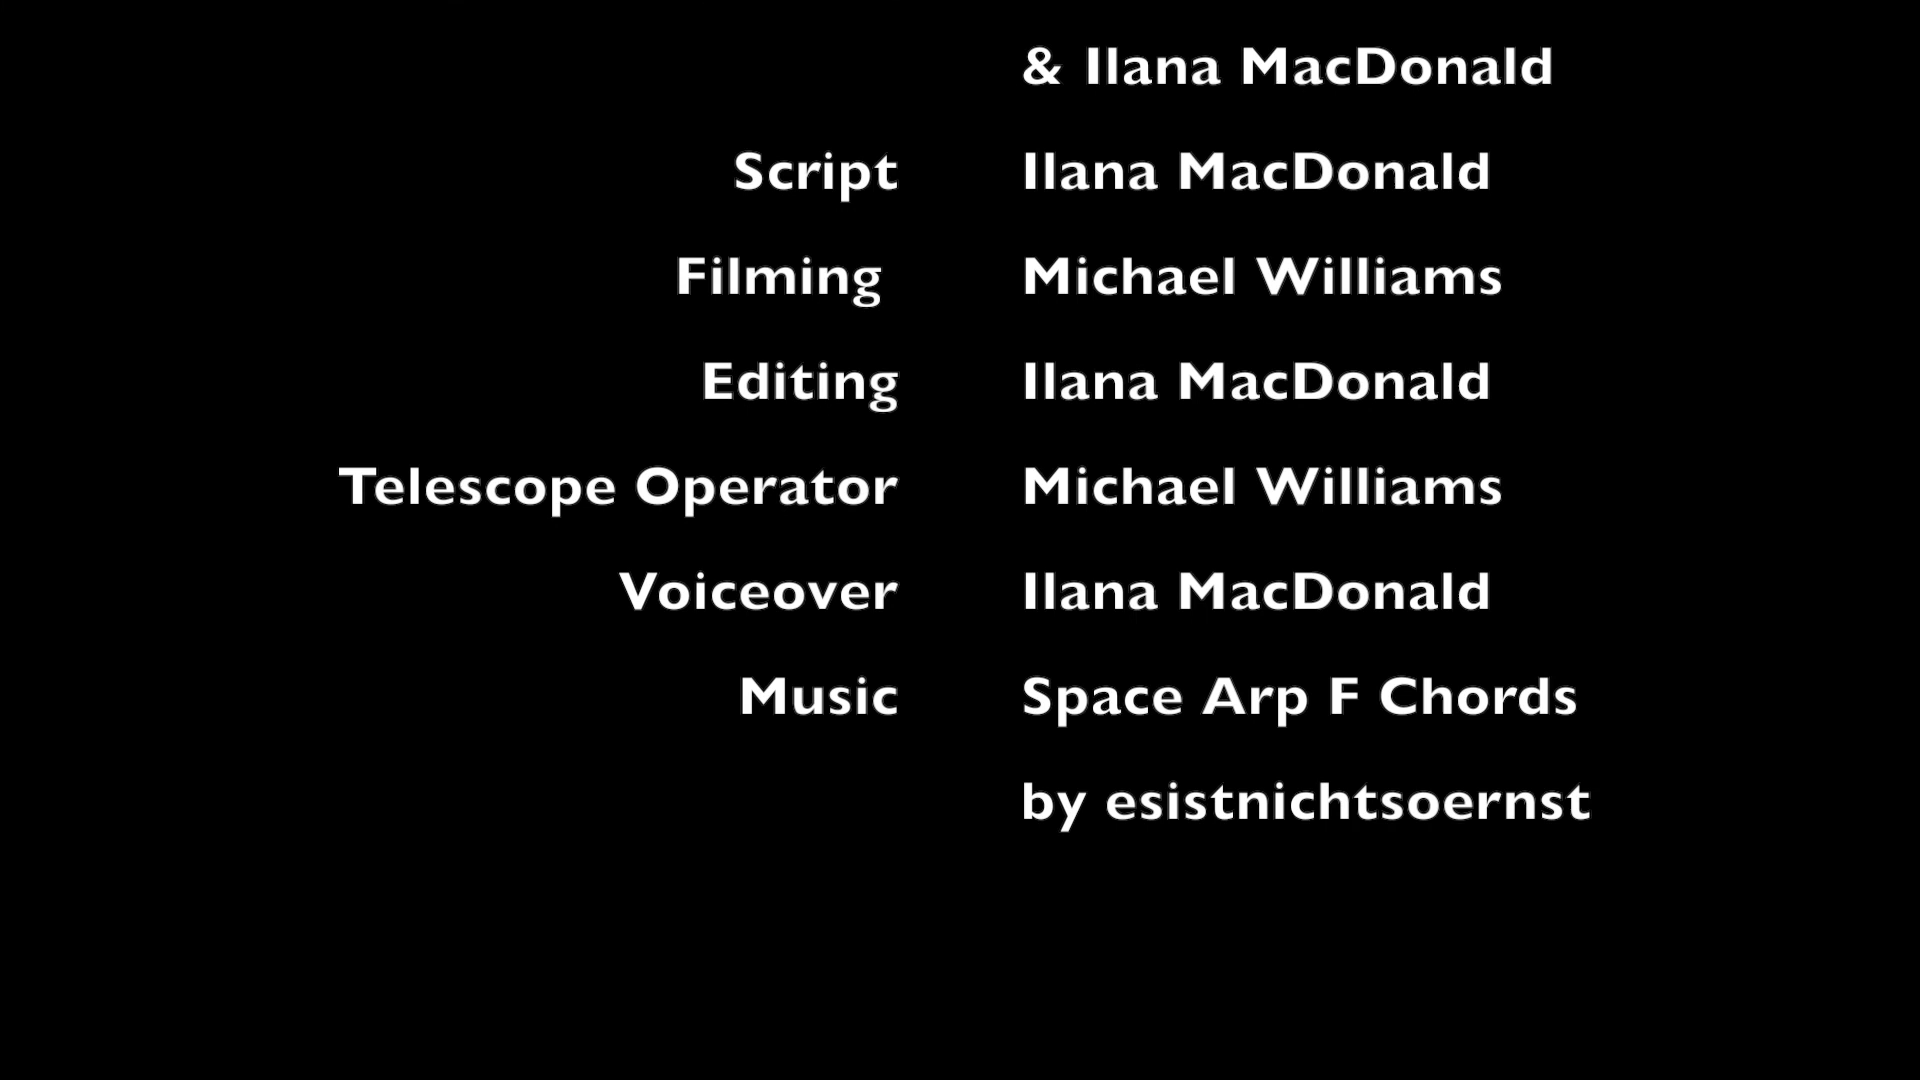 & Ilana MacDonald
Script Ilana MacDonald
Filming Michael Williams
Editing Ilana MacDonald
Telescope Operator Michael Williams
Voiceover Ilana MacDonald
Music Space Arp F Chords
by esistnichtsoernst